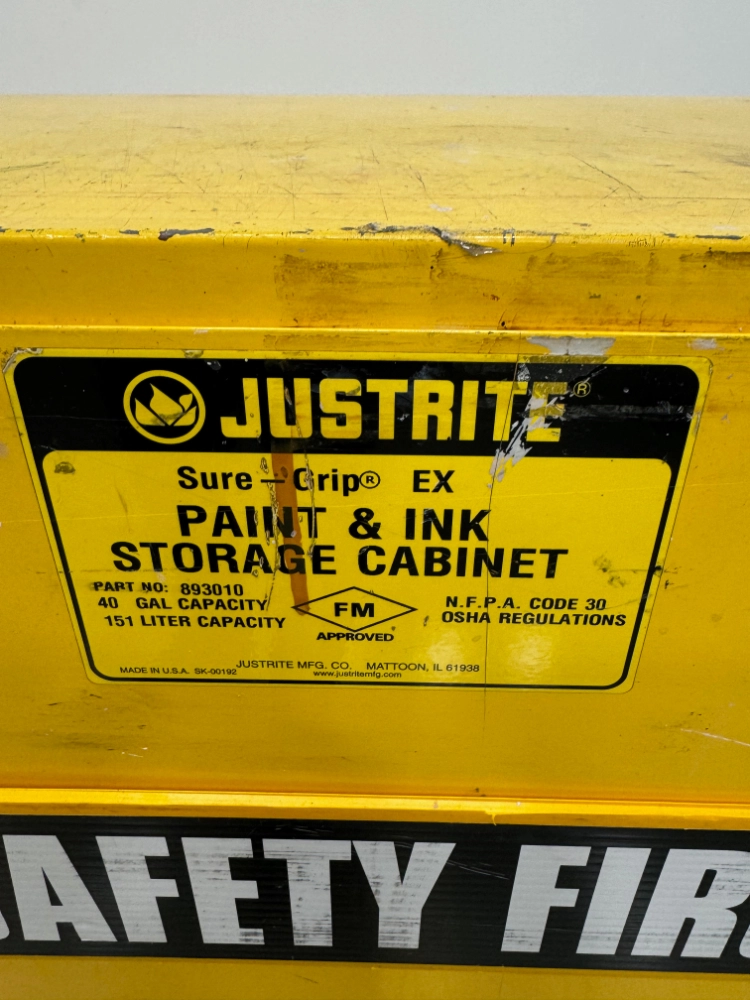 JUSTRITE®
Sure-Grip® EX
PAINT & INK
STORAGE CABINET
PART NO: 893010
40 GAL CAPACITY
151 LITER CAPACITY
FM
APPROVED
N.F.P.A. CODE 30
OSHA REGULATIONS
MADE IN U.S.A. SK-00192
JUSTRITE MFG. CO. MATTOON, IL 61938
www.justritemfg.com
SAFETY FIR